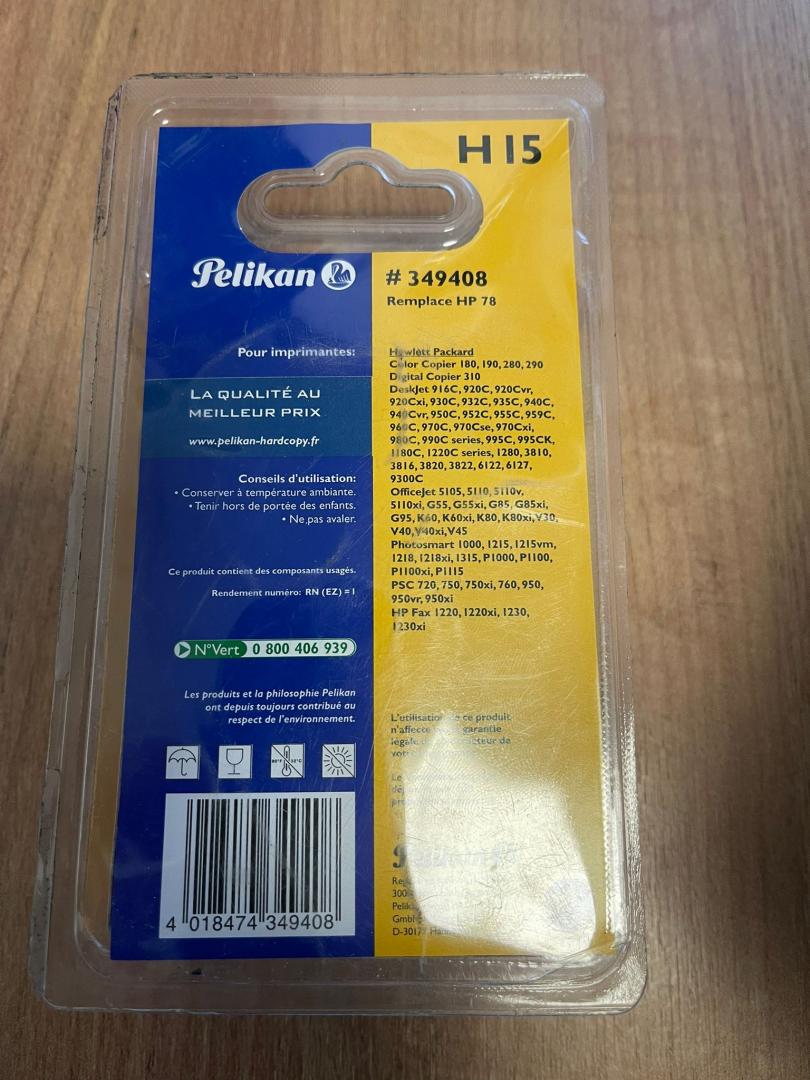 H 15
Pelikan
# 349408
Remplace HP 78
Pour imprimantes:
LA QUALITÉ AU
MEILLEUR PRIX
www.pelikan-hardcopy.fr
Conseils d'utilisation:
• Conserver à température ambiante.
• Tenir hors de portée des enfants.
• Ne pas avaler.
Ce produit contient des composants usagés.
Rendement numéro: RN (EZ) = 1
N°Vert 0 800 406 939
Les produits et la philosophie Pelikan
ont depuis toujours contribué au
respect de l'environnement.
4 018474 349408
Hewlett Packard
Color Copier 180, 190, 280, 290
Digital Copier 310
DeskJet 916C, 920C, 920Cvr,
920Cxi, 930C, 932C, 935C, 940C,
940Cvr, 950C, 952C, 955C, 959C,
960C, 970C, 970Cse, 970Cxi,
980C, 990C series, 995C, 995CK,
1180C, 1220C series, 1280, 3810,
3816, 3820, 3822, 6122, 6127,
9300C
OfficeJet 5105, 5110, 5110v,
5110xi, G55, G55xi, G85, G85xi,
G95, K60, K60xi, K80, K80xi, V30,
V40, V40xi, V45
Photosmart 1000, 1215, 1215vm,
1218, 1218xi, 1315, P1000, P1100,
P1100xi, P1115
PSC 720, 750, 750xi, 760, 950,
950vr, 950xi
HP Fax 1220, 1220xi, 1230,
1230xi
L'utilisation de ce produit
n'affecte garantie
légale
Pelikan
GmbH